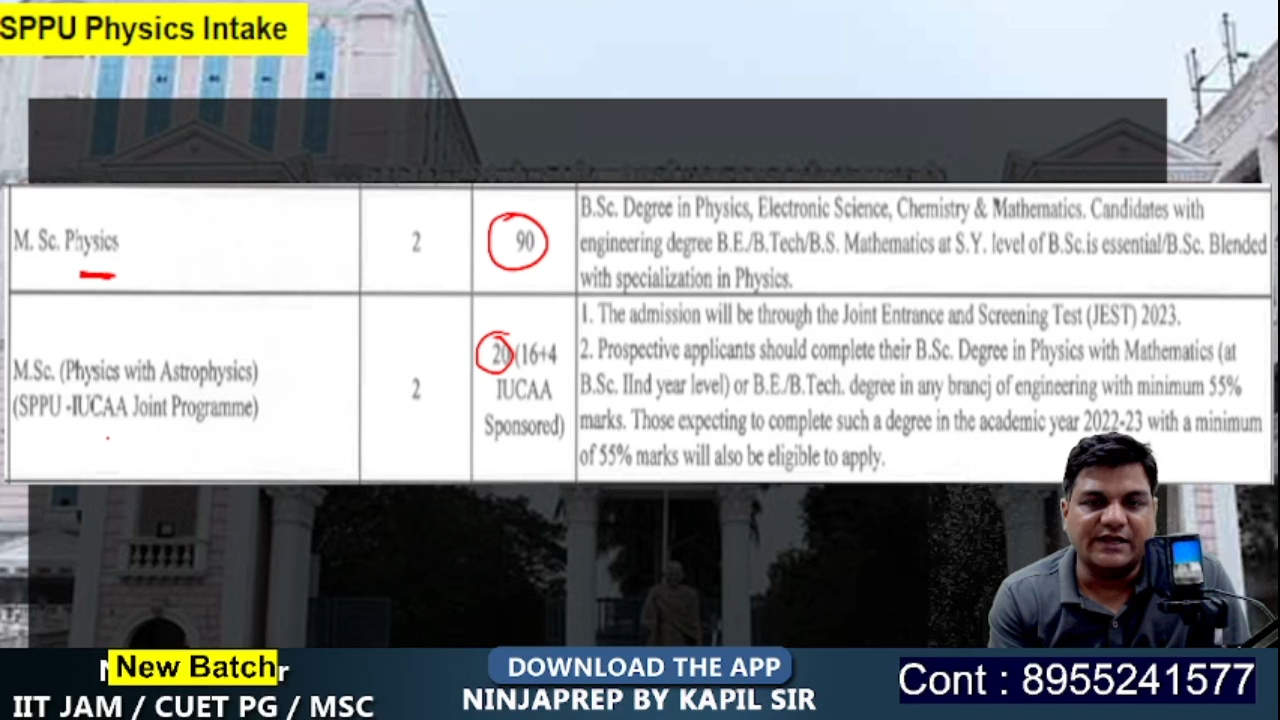 SPPU Physics Intake
M. Sc. Physics
2
90
B.Sc. Degree in Physics, Electronic Science, Chemistry & Mathematics. Candidates with
engineering degree B.E./B.Tech/B.S. Mathematics at S.Y. level of B.Sc.is essential/B.Sc. Blended
with specialization in Physics.
M.Sc. (Physics with Astrophysics)
(SPPU -IUCAA Joint Programme)
2
20 (16+4
IUCAA
Sponsored)
1. The admission will be through the Joint Entrance and Screening Test (JEST) 2023.
2. Prospective applicants should complete their B.Sc. Degree in Physics with Mathematics (at
B.Sc. IInd year level) or B.E./B.Tech. degree in any brancj of engineering with minimum 55%
marks. Those expecting to complete such a degree in the academic year 2022-23 with a minimum
of 55% marks will also be eligible to apply.
New Batch
IIT JAM / CUET PG / MSC
DOWNLOAD THE APP
NINJAPREP BY KAPIL SIR
Cont : 8955241577